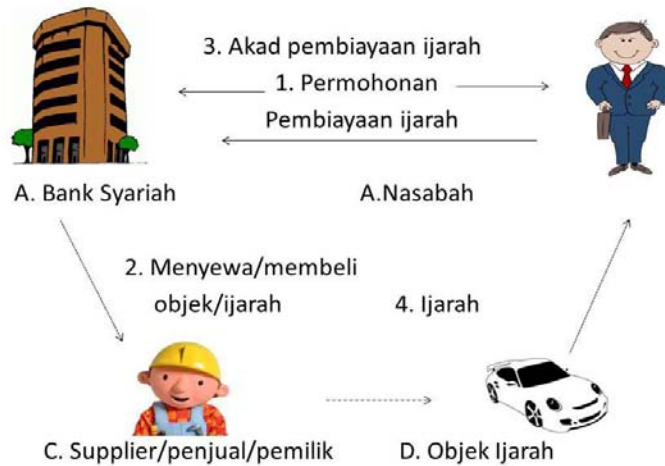 3. Akad pembiayaan ijarah
1. Permohonan
Pembiayaan ijarah
A. Bank Syariah
A.Nasabah
2. Menyewa/membeli
objek/ijarah
4. Ijarah
C. Supplier/penjual/pemilik
D. Objek Ijarah